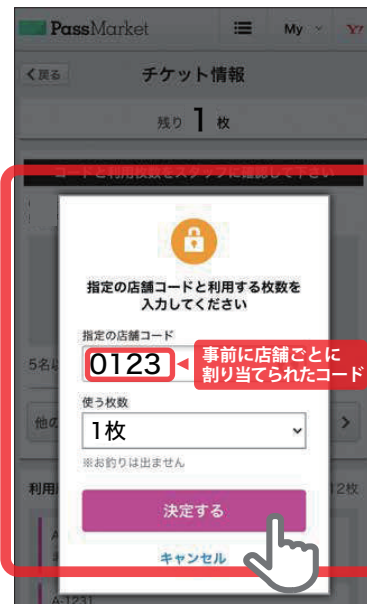 PassMarket
My
Y!
戻る
チケット情報
残り 1 枚
コードと利用枚数をスタッフに確認して下さい
指定の店舗コードと利用する枚数を
入力してください
指定の店舗コード
0123
事前に店舗ごとに
割り当てられたコード
5名
他の
使う枚数
1枚
※お釣りは出ません
利用
12枚
決定する
キャンセル
A-1231